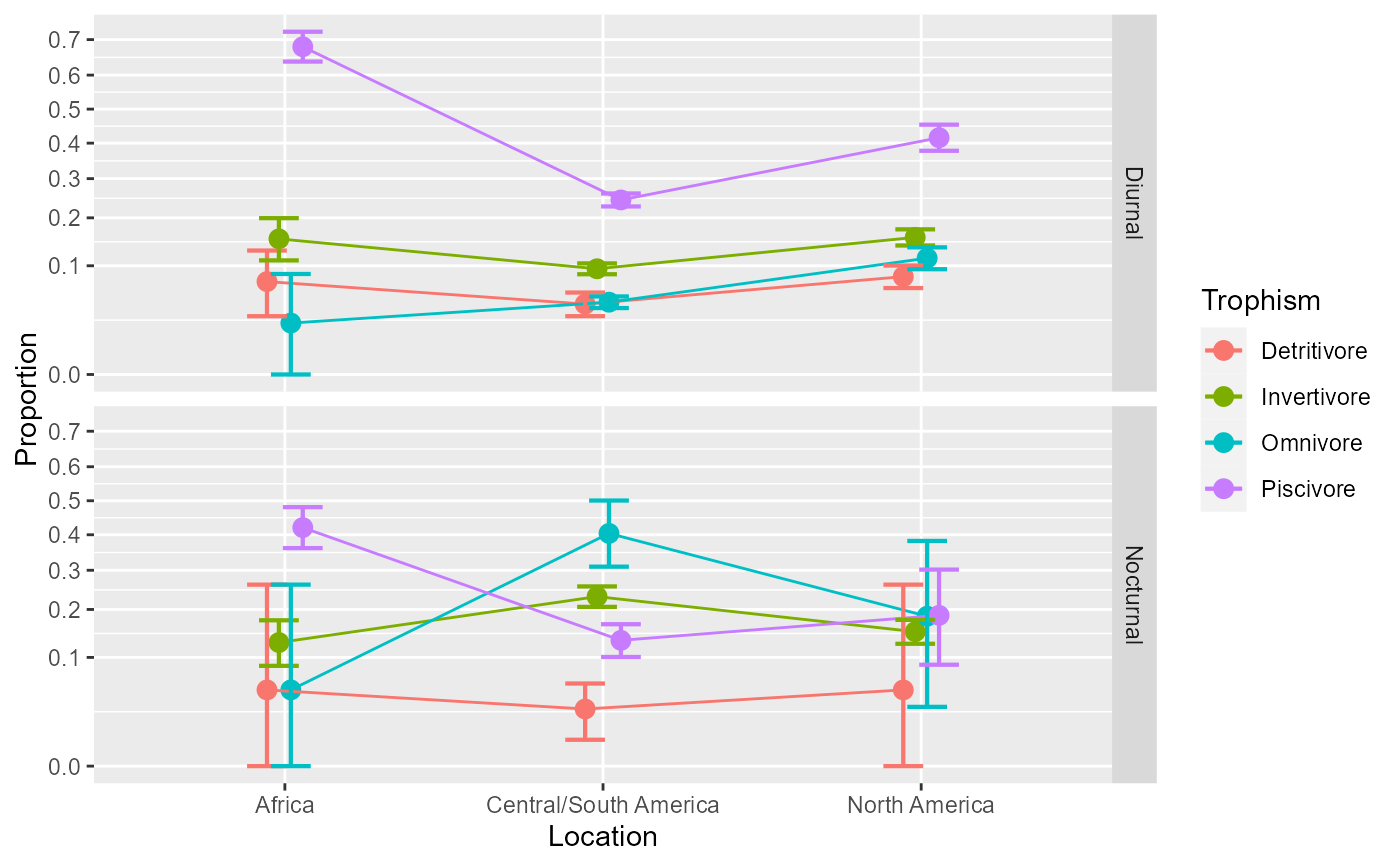 Proportion
0.7
0.6
0.5
0.4
0.3
0.2
0.1
0.0
Diurnal
0.7
0.6
0.5
0.4
0.3
0.2
0.1
0.0
Nocturnal
Africa
Central/South America
North America
Location
Trophism
Detritivore
Invertivore
Omnivore
Piscivore